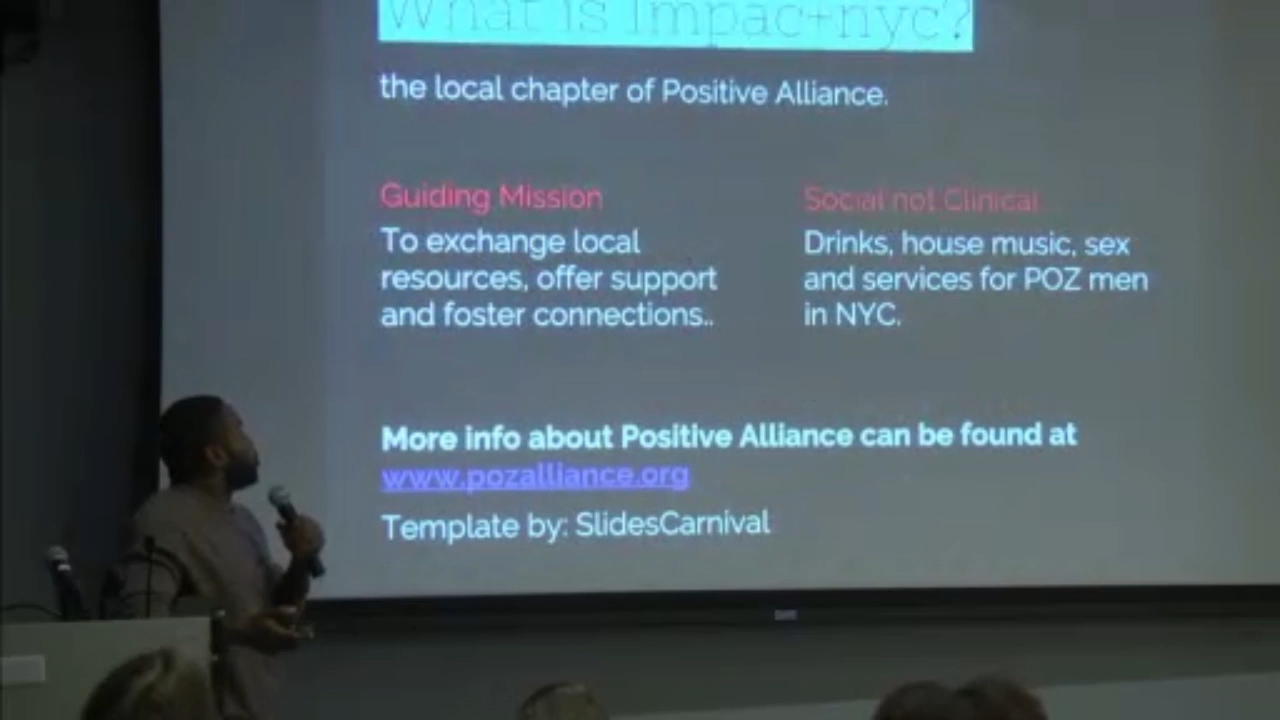 What is Impac+nyc?
the local chapter of Positive Alliance.
Guiding Mission
To exchange local
resources, offer support
and foster connections..
Social not Clinical
Drinks, house music, sex
and services for POZ men
in NYC.
More info about Positive Alliance can be found at
www.pozalliance.org
Template by: SlidesCarnival